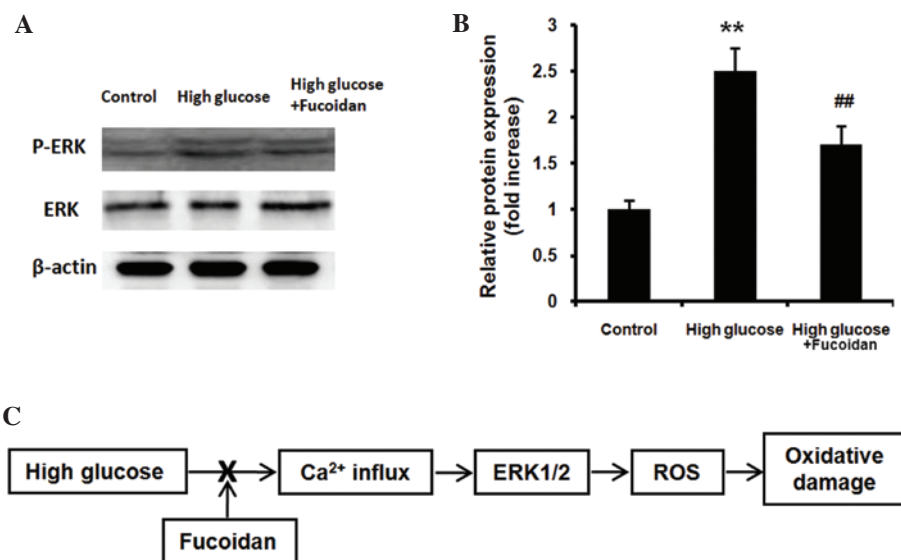 A
Control High glucose High glucose
+Fucoidan
P-ERK
ERK
β-actin
B
Relative protein expression
(fold increase)
3
2.5
2
1.5
1
0.5
0
**
##
Control High glucose High glucose
+Fucoidan
C
High glucose X Ca²⁺ influx ERK1/2 ROS Oxidative
damage
Fucoidan